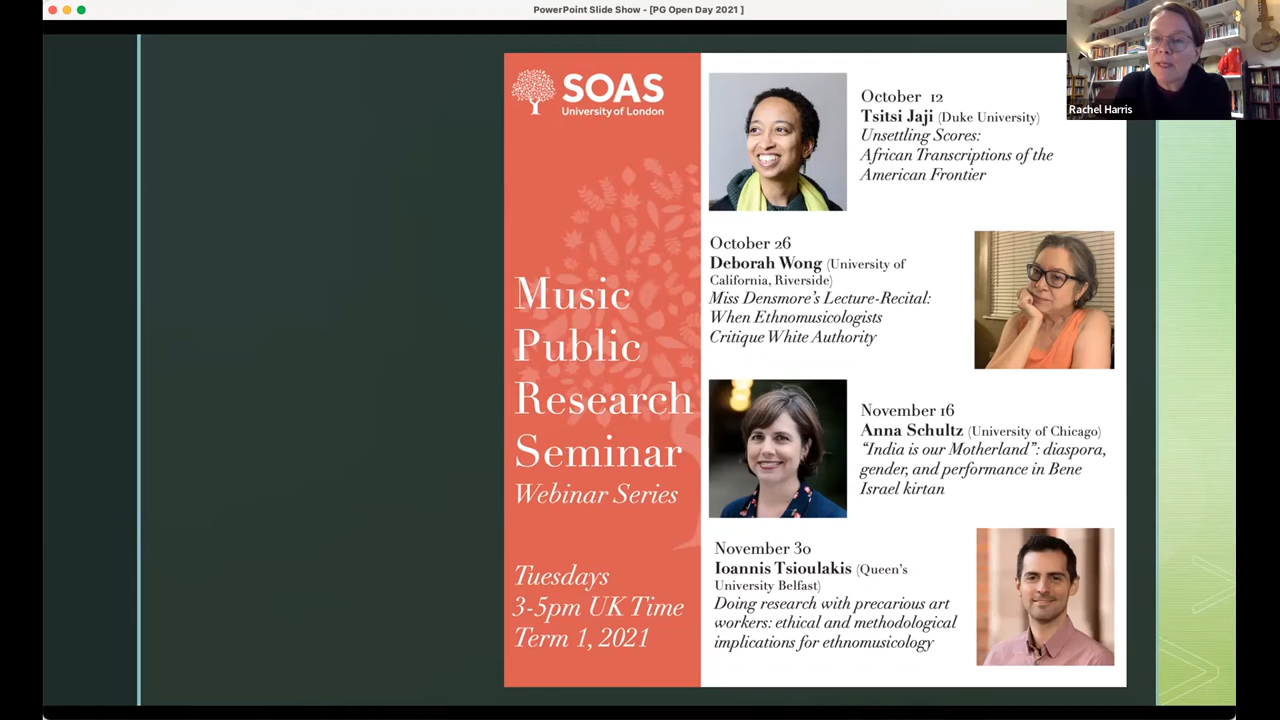 PowerPoint Slide Show - [PG Open Day 2021 ]
Rachel Harris
SOAS
University of London
Music
Public
Research
Seminar
Webinar Series
Tuesdays
3-5pm UK Time
Term 1, 2021
October 12
Tsitsi Jaji (Duke University)
Unsettling Scores:
African Transcriptions of the
American Frontier
October 26
Deborah Wong (University of
California, Riverside)
Miss Densmore's Lecture-Recital:
When Ethnomusicologists
Critique White Authority
November 16
Anna Schultz (University of Chicago)
“India is our Motherland”: diaspora,
gender, and performance in Bene
Israel kirtan
November 30
Ioannis Tsioulakis (Queen's
University Belfast)
Doing research with precarious art
workers: ethical and methodological
implications for ethnomusicology